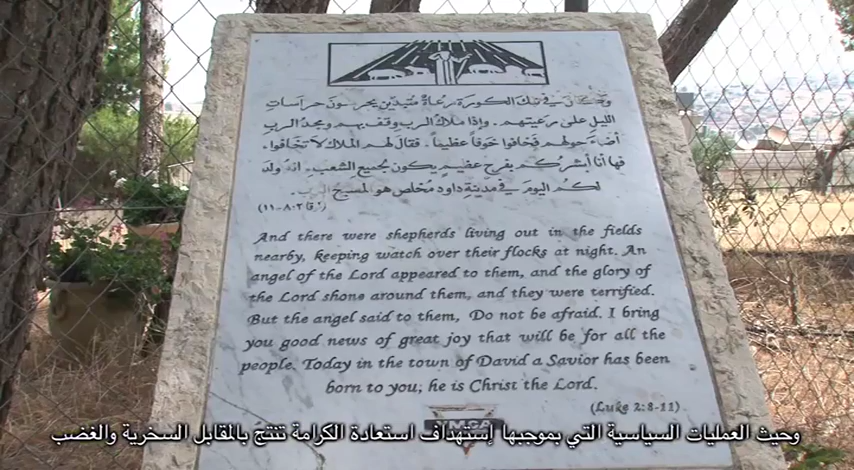 وكان في تلك الكورة رعاة متبدين يحرسون حراسات
الليل على رعيتهم. وإذا ملاك الرب وقف بهم ومجد الرب
أضاء حولهم فخافوا خوفاً عظيماً. فقال لهم الملاك لا تخافوا.
فها أنا أبشركم بفرح عظيم يكون لجميع الشعب. انه ولد
لكم اليوم في مدينة داود مخلص هو المسيح الرب.
(لوقا ٢: ٨-١١)
And there were shepherds living out in the fields
nearby, keeping watch over their flocks at night. An
angel of the Lord appeared to them, and the glory of
the Lord shone around them, and they were terrified.
But the angel said to them, Do not be afraid. I bring
you good news of great joy that will be for all the
people. Today in the town of David a Savior has been
born to you; he is Christ the Lord.
(Luke 2:8-11)
YMCA
وحيث العمليات السياسية التي بموجبها إستهداف استعادة الكرامة تنتج بالمقابل السخرية والغضب